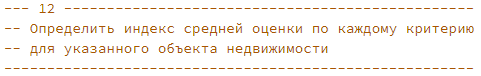 --- 12 --------------------------------------------------
-- Определить индекс средней оценки по каждому критерию
-- для указанного объекта недвижимости
---------------------------------------------------------